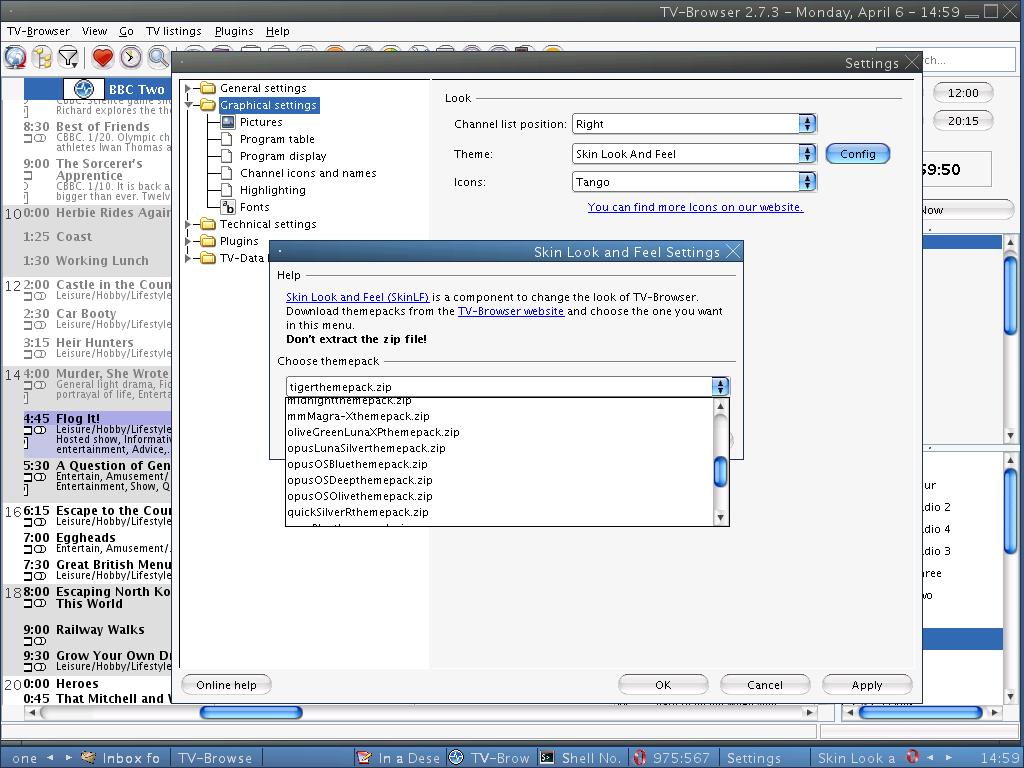 TV-Browser 2.7.3 – Monday, April 6 – 14:59
TV-Browser View Go TV listings Plugins Help
ch...
BBC Two
CBBC. Science game sh
Richard explores the the
8:30 Best of Friends
CBBC. 1/20. Olympic ch
athletes Iwan Thomas a
9:00 The Sorcerer's
Apprentice
CBBC. 1/10. It is back a
bigger than ever. Twelv
10 0:00 Herbie Rides Again
1:25 Coast
1:30 Working Lunch
12 2:00 Castle in the Coun
Leisure/Hobby/Lifestyle
2:30 Car Booty
Leisure/Hobby/Lifestyle
3:15 Heir Hunters
Leisure/Hobby/Lifestyle
14 4:00 Murder, She Wrote
General light drama, Fic
portrayal of life, Enterta
4:45 Flog It!
Leisure/Hobby/Lifestyle
Hosted show, Informativ
entertainment, Advice,
5:30 A Question of Gen
Entertain, Amusement/
Entertainment, Show, Q
16 6:15 Escape to the Cour
Leisure/Hobby/Lifestyle
7:00 Eggheads
Entertain, Amusement/.
7:30 Great British Menu
Leisure/Hobby/Lifestyle
18 8:00 Escaping North Ko
This World
9:00 Railway Walks
9:30 Grow Your Own Dr
Leisure/Hobby/Lifestyle
20 0:00 Heroes
0:45 That Mitchell and W
Settings
General settings
Graphical settings
Pictures
Program table
Program display
Channel icons and names
Highlighting
Fonts
Technical settings
Plugins
TV-Data
Look
Channel list position: Right
Theme: Skin Look And Feel Config
Icons: Tango
You can find more Icons on our website.
Skin Look and Feel Settings
Help
Skin Look and Feel (SkinLF) is a component to change the look of TV-Browser.
Download themepacks from the TV-Browser website and choose the one you want
in this menu.
Don't extract the zip file!
Choose themepack
tigerthemepack.zip
midnightthemepack.zip
mmMagra-Xthemepack.zip
oliveGreenLunaXPthemepack.zip
opusLunaSilverthemepack.zip
opusOSBluethemepack.zip
opusOSDeepthemepack.zip
opusOSOlivethemepack.zip
quickSilverRthemepack.zip
Online help OK Cancel Apply
12:00
20:15
59:50
Now
ur
dio 2
o 4
dio 3
hree
wo
one Inbox fo TV-Browse In a Dese TV-Brow Shell No. 975:567 Settings Skin Look a 14:59